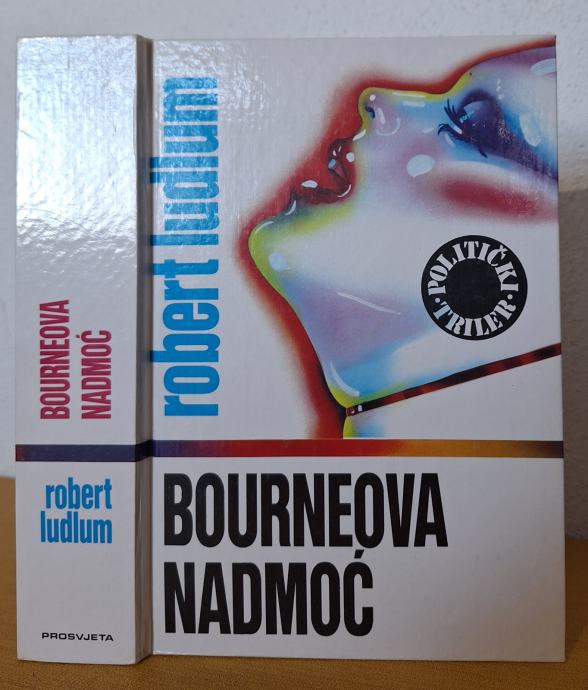 BOURNEOVA
NADMOĆ
robert
ludlum
PROSVJETA
robert ludlum
POLITIČKI
TRILER
BOURNEOVA
NADMOĆ